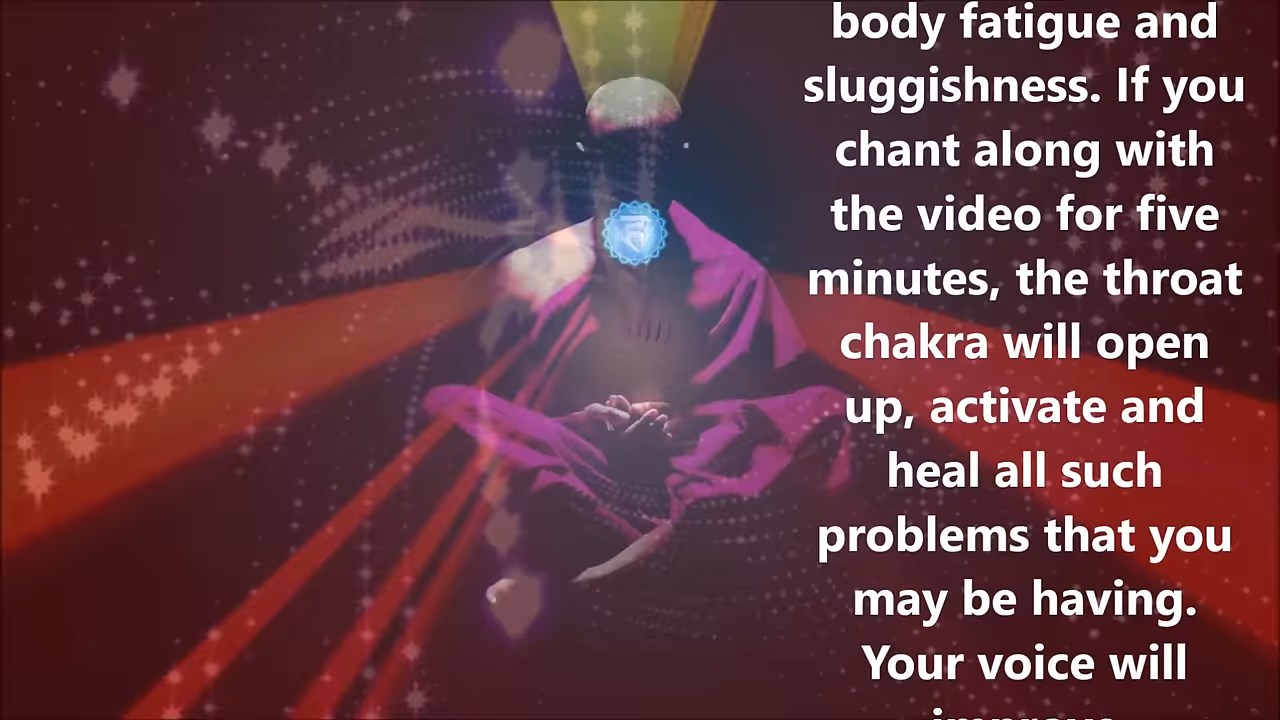 body fatigue and
sluggishness. If you
chant along with
the video for five
minutes, the throat
chakra will open
up, activate and
heal all such
problems that you
may be having.
Your voice will